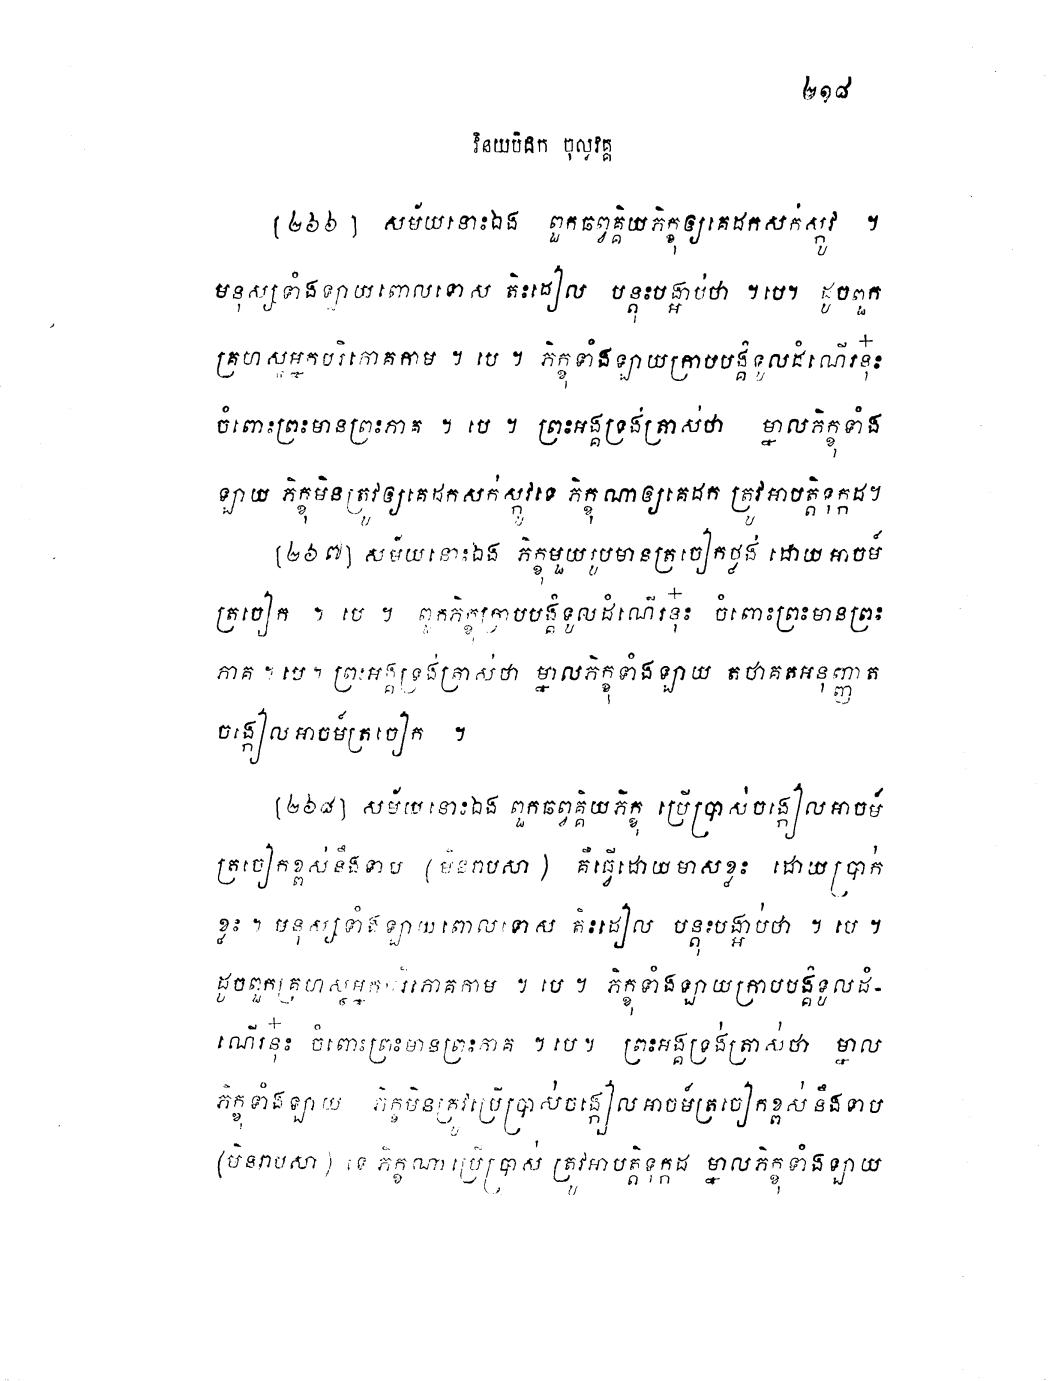 ២១៨
វិនយបិដក ចុល្លវគ្គ
[២៦៦] សម័យនោះឯង ពួកឆព្វគ្គិយភិក្ខុឲ្យគេដកសក់ស្កូវ ។
មនុស្សទាំងឡាយពោលទោស តិះដៀល បន្តុះបង្អាប់ថា ។បេ។ ដូចពួក
គ្រហស្ថអ្នកបរិភោគកាម ។ បេ ។ ភិក្ខុទាំងឡាយក្រាបបង្គំទូលដំណើរនុ៎ះ
ចំពោះព្រះមានព្រះភាគ ។ បេ ។ ព្រះអង្គទ្រង់ត្រាស់ថា ម្នាលភិក្ខុទាំង
ឡាយ ភិក្ខុមិនត្រូវឲ្យគេដកសក់ស្កូវទេ ភិក្ខុណាឲ្យគេដក ត្រូវអាបត្តិទុក្កដ។
[២៦៧] សម័យនោះឯង ភិក្ខុមួយរូបមានត្រចៀកថ្ងង់ ដោយអាចម៍
ត្រចៀក ។ បេ ។ ពួកភិក្ខុក្រាបបង្គំទូលដំណើរនុ៎ះ ចំពោះព្រះមានព្រះ
ភាគ ។បេ។ ព្រះអង្គទ្រង់ត្រាស់ថា ម្នាលភិក្ខុទាំងឡាយ តថាគតអនុញ្ញាត
ចង្កៀលអាចម៍ត្រចៀក ។
[២៦៨] សម័យនោះឯង ពួកឆព្វគ្គិយភិក្ខុ ប្រើប្រាស់ចង្កៀលអាចម៍
ត្រចៀកខ្ពស់នឹងទាប (មិនរាបសា) គឺធ្វើដោយមាសខ្លះ ដោយប្រាក់
ខ្លះ ។ មនុស្សទាំងឡាយពោលទោស តិះដៀល បន្តុះបង្អាប់ថា ។ បេ ។
ដូចពួកគ្រហស្ថអ្នកបរិភោគកាម ។ បេ ។ ភិក្ខុទាំងឡាយក្រាបបង្គំទូលដំ-
ណើរនុ៎ះ ចំពោះព្រះមានព្រះភាគ ។បេ។ ព្រះអង្គទ្រង់ត្រាស់ថា ម្នាល
ភិក្ខុទាំងឡាយ ភិក្ខុមិនត្រូវប្រើប្រាស់ចង្កៀលអាចម៍ត្រចៀកខ្ពស់នឹងទាប
(មិនរាបសា) ទេ ភិក្ខុណាប្រើប្រាស់ ត្រូវអាបត្តិទុក្កដ ម្នាលភិក្ខុទាំងឡាយ